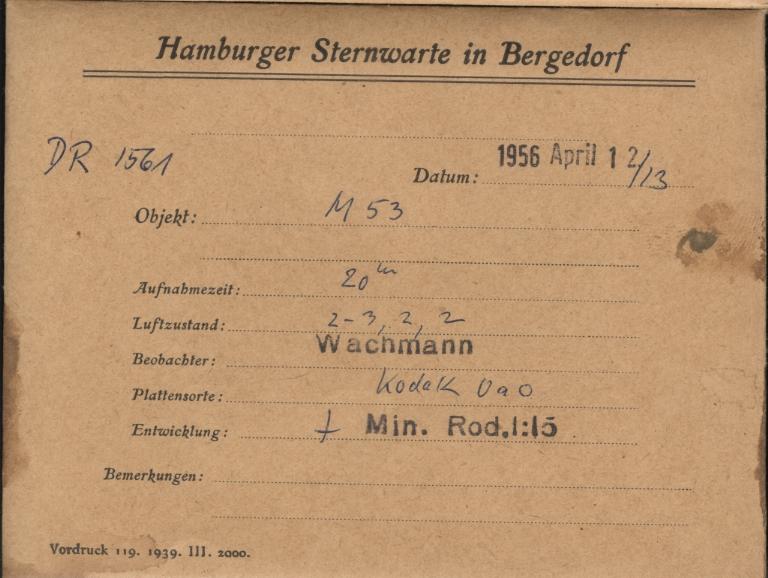 Hamburger Sternwarte in Bergedorf
DR 1561
Datum: 1956 April 12/13
Objekt: M 53
Aufnahmezeit: 20m
Luftzustand: 2-3, 2, 2
Beobachter: Wachmann
Plattensorte: Kodak OaO
Entwicklung: Min. Rod. 1:15
Bemerkungen:
Vordruck 119. 1939. III. 2000.